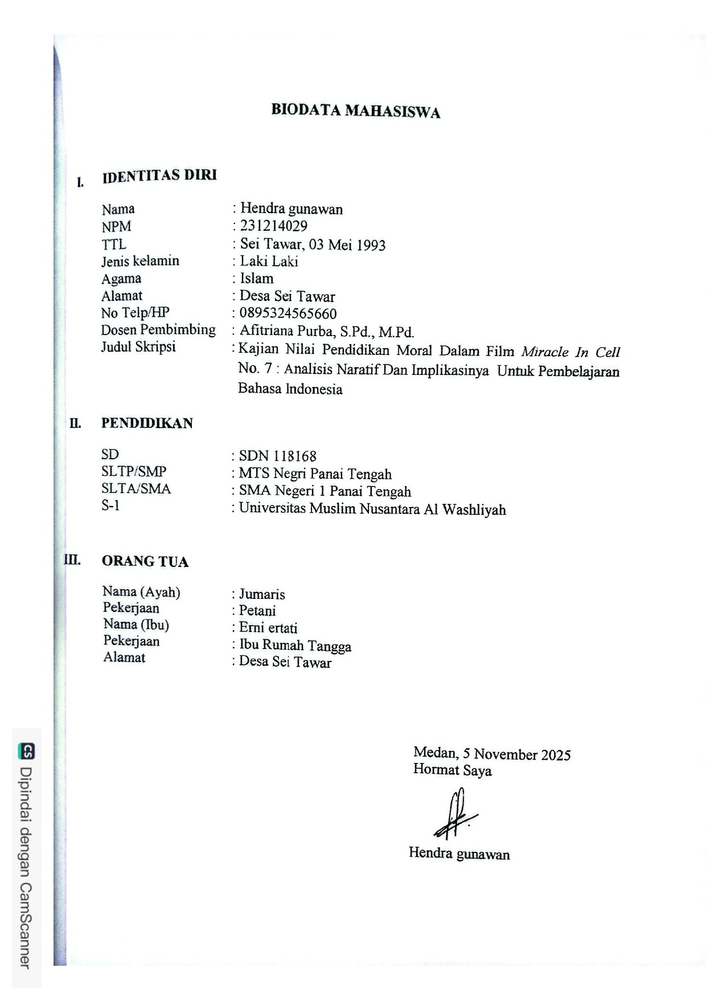 BIODATA MAHASISWA
I. IDENTITAS DIRI
Nama : Hendra gunawan
NPM : 231214029
TTL : Sei Tawar, 03 Mei 1993
Jenis kelamin : Laki Laki
Agama : Islam
Alamat : Desa Sei Tawar
No Telp/HP : 0895324565660
Dosen Pembimbing : Afitriana Purba, S.Pd., M.Pd.
Judul Skripsi : Kajian Nilai Pendidikan Moral Dalam Film Miracle In Cell
No. 7 : Analisis Naratif Dan Implikasinya Untuk Pembelajaran
Bahasa Indonesia
II. PENDIDIKAN
SD : SDN 118168
SLTP/SMP : MTS Negri Panai Tengah
SLTA/SMA : SMA Negeri 1 Panai Tengah
S-1 : Universitas Muslim Nusantara Al Washliyah
III. ORANG TUA
Nama (Ayah) : Jumaris
Pekerjaan : Petani
Nama (Ibu) : Erni ertati
Pekerjaan : Ibu Rumah Tangga
Alamat : Desa Sei Tawar
Medan, 5 November 2025
Hormat Saya
Hendra gunawan
CS Dipindai dengan CamScanner